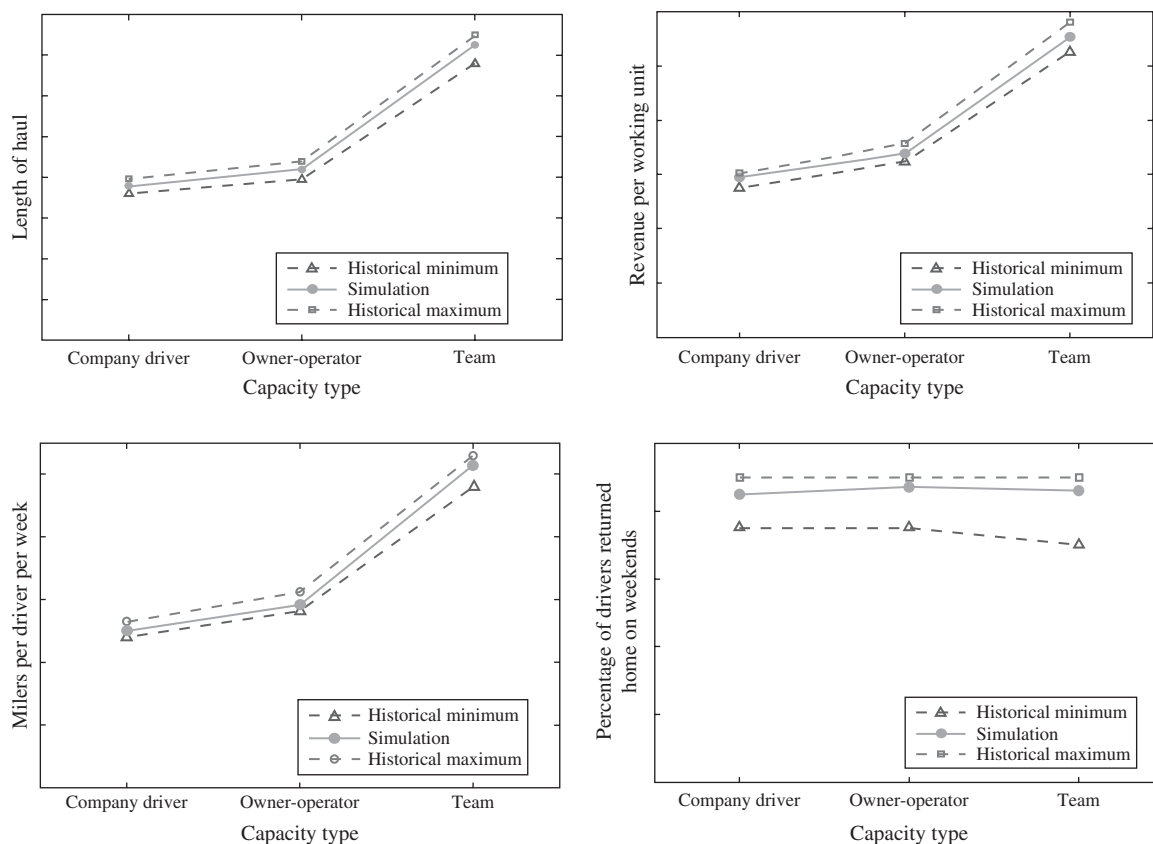 Length of haul
Historical minimum
Simulation
Historical maximum
Company driver
Owner-operator
Team
Capacity type
Revenue per working unit
Historical minimum
Simulation
Historical maximum
Company driver
Owner-operator
Team
Capacity type
Milers per driver per week
Historical minimum
Simulation
Historical maximum
Company driver
Owner-operator
Team
Capacity type
Percentage of drivers returned
home on weekends
Historical minimum
Simulation
Historical maximum
Company driver
Owner-operator
Team
Capacity type